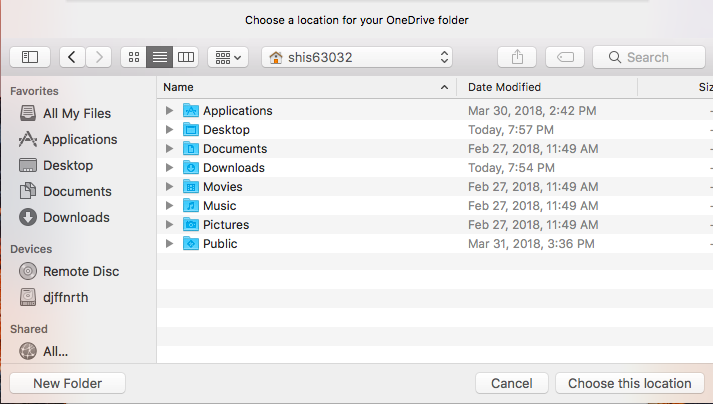 Choose a location for your OneDrive folder
shis63032
Search
Favorites
All My Files
Applications
Desktop
Documents
Downloads
Devices
Remote Disc
djffnrth
Shared
All...
Name Date Modified Siz
Applications Mar 30, 2018, 2:42 PM
Desktop Today, 7:57 PM
Documents Feb 27, 2018, 11:49 AM
Downloads Today, 7:54 PM
Movies Feb 27, 2018, 11:49 AM
Music Feb 27, 2018, 11:49 AM
Pictures Feb 27, 2018, 11:49 AM
Public Mar 31, 2018, 3:36 PM
New Folder Cancel Choose this location